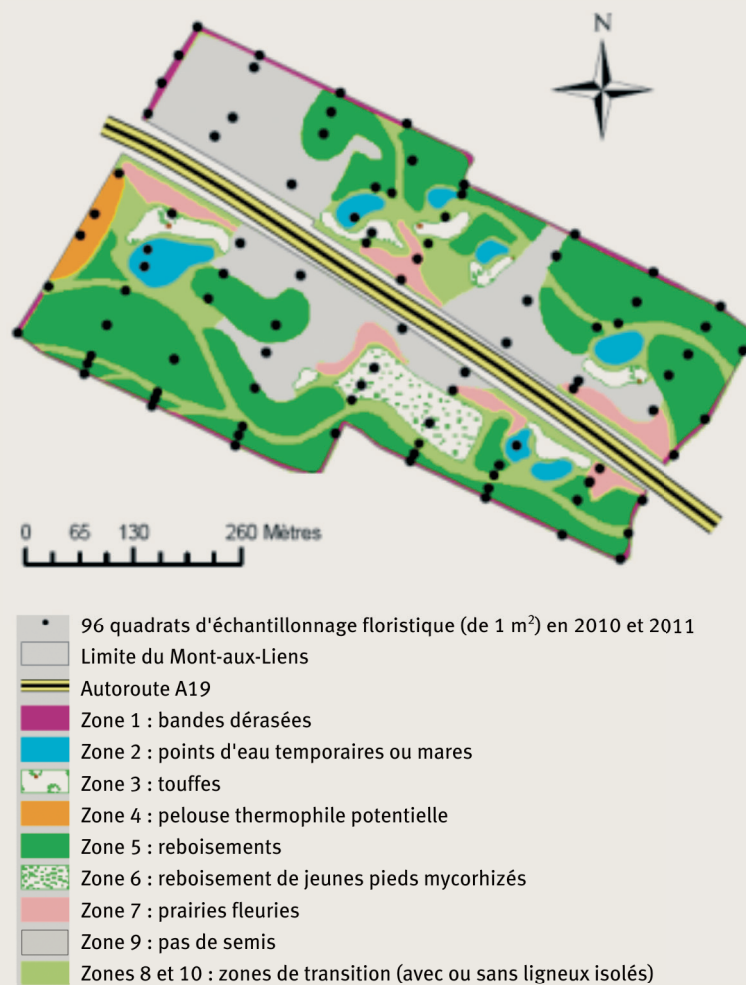 N
0 65 130 260 Mètres
96 quadrats d'échantillonnage floristique (de 1 m²) en 2010 et 2011
Limite du Mont-aux-Liens
Autoroute A19
Zone 1 : bandes dérasées
Zone 2 : points d'eau temporaires ou mares
Zone 3 : touffes
Zone 4 : pelouse thermophile potentielle
Zone 5 : reboisements
Zone 6 : reboisement de jeunes pieds mycorhizés
Zone 7 : prairies fleuries
Zone 9 : pas de semis
Zones 8 et 10 : zones de transition (avec ou sans ligneux isolés)